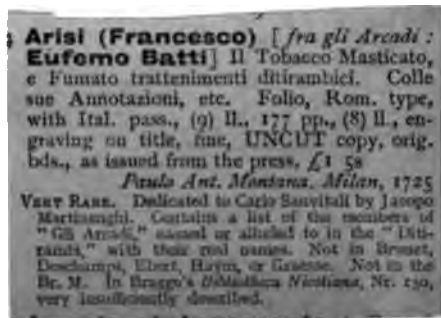 Arisi (Francesco) [fra gli Arcadi :
Eufemo Batti] Il Tobacco Masticato,
e Fumato trattenimenti ditirambici. Colle
sue Annotazioni, etc. Folio, Rom. type,
with Ital. pass., (9) ll., 177 pp., (8) ll., en-
graving on title, fine, UNCUT copy, orig.
bds., as issued from the press, £1 5s
Paulo Ant. Montana, Milan, 1725
VERY RARE. Dedicated to Carlo Sanvitali by Jacopo
Martinenghi. Contains a list of the members of
"Gli Arcadi," named or alluded to in the "Diti-
rambi," with their real names. Not in Brunet,
Deschamps, Ebert, Haym, or Graesse. Not in the
Br. M. In Bragge's Bibliotheca Nicotiana, Nr. 130,
very insufficiently described.